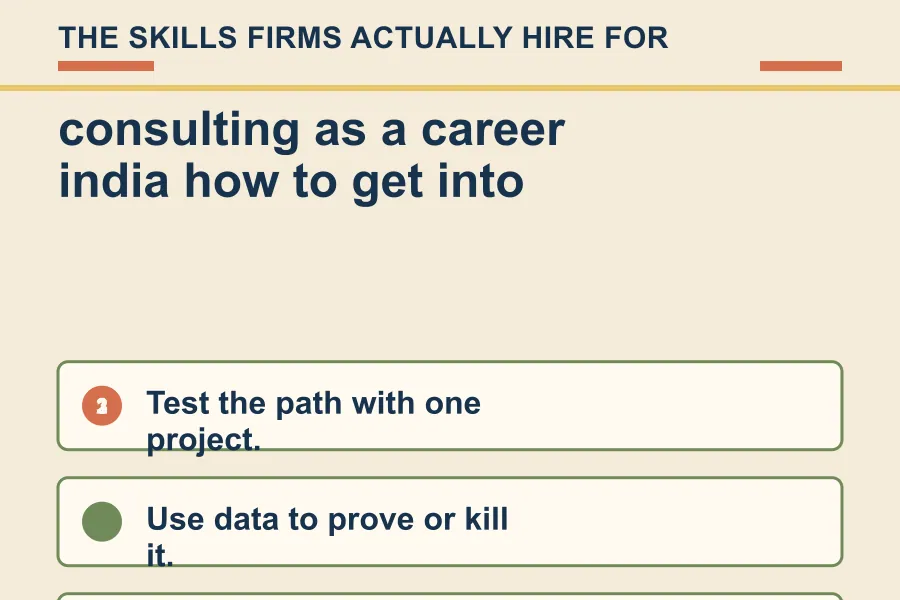 THE SKILLS FIRMS ACTUALLY HIRE FOR
consulting as a career
india how to get into
Test the path with one
project.
Use data to prove or kill
it.